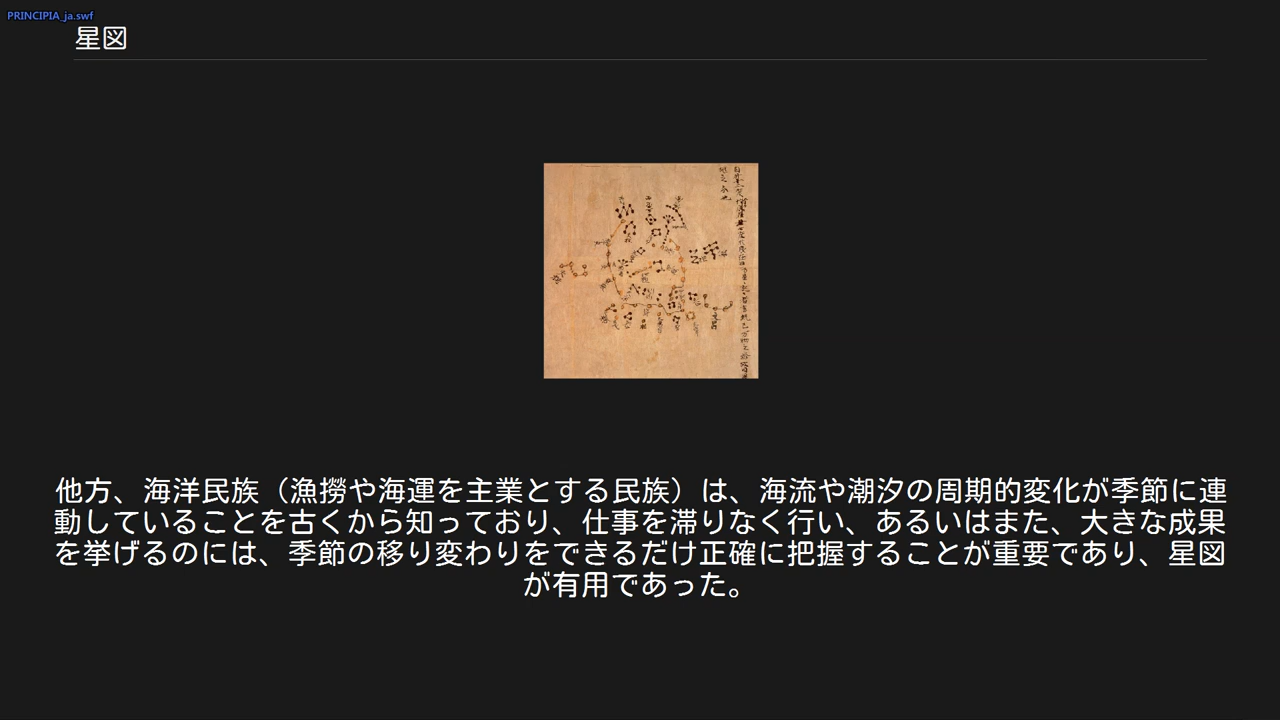 PRINCIPIA_ja.swf
星図
他方、海洋民族（漁撈や海運を主業とする民族）は、海流や潮汐の周期的変化が季節に連
動していることを古くから知っており、仕事を滞りなく行い、あるいはまた、大きな成果
を挙げるのには、季節の移り変わりをできるだけ正確に把握することが重要であり、星図
が有用であった。